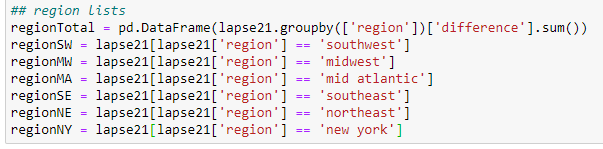 ## region lists
regionTotal = pd.DataFrame(lapse21.groupby(['region'])['difference'].sum())
regionSW = lapse21[lapse21['region'] == 'southwest']
regionMW = lapse21[lapse21['region'] == 'midwest']
regionMA = lapse21[lapse21['region'] == 'mid atlantic']
regionSE = lapse21[lapse21['region'] == 'southeast']
regionNE = lapse21[lapse21['region'] == 'northeast']
regionNY = lapse21[lapse21['region'] == 'new york']